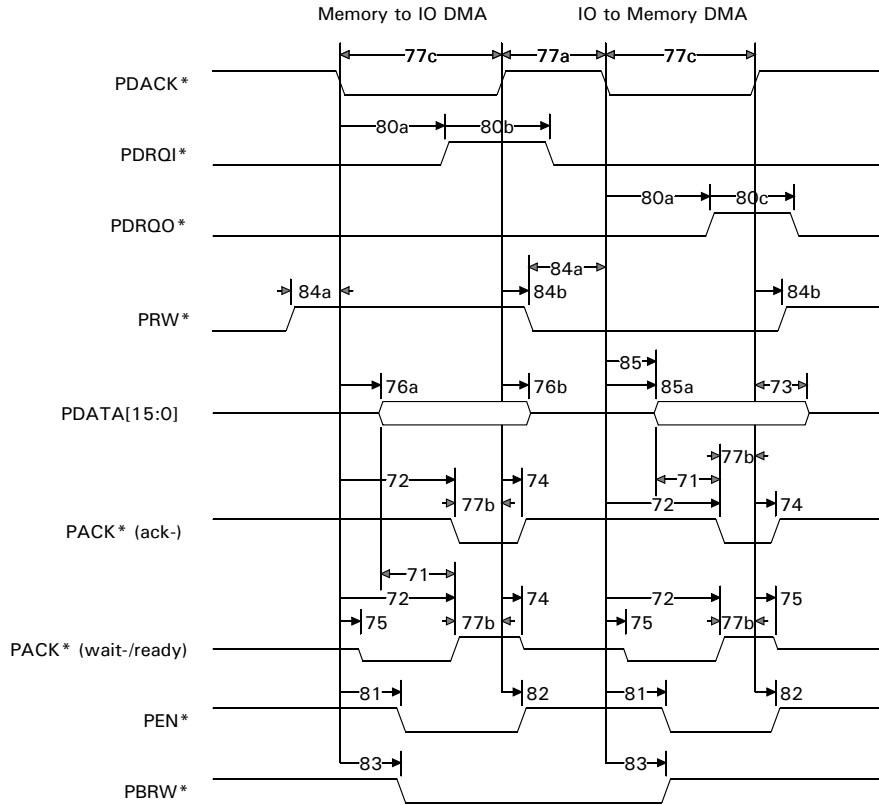 Memory to IO DMA IO to Memory DMA
77c 77a 77c
PDACK*
80a 80b
PDRQI*
80a 80c
PDRQO*
84a
84a 84b 84b
PRW*
85
76a 76b 85a 73
PDATA[15:0]
77b
72 74 71
77b 72 74
PACK* (ack-)
71
72 74 72 75
75 77b 75 77b
PACK* (wait-/ready)
81 82 81 82
PEN*
83 83
PBRW*